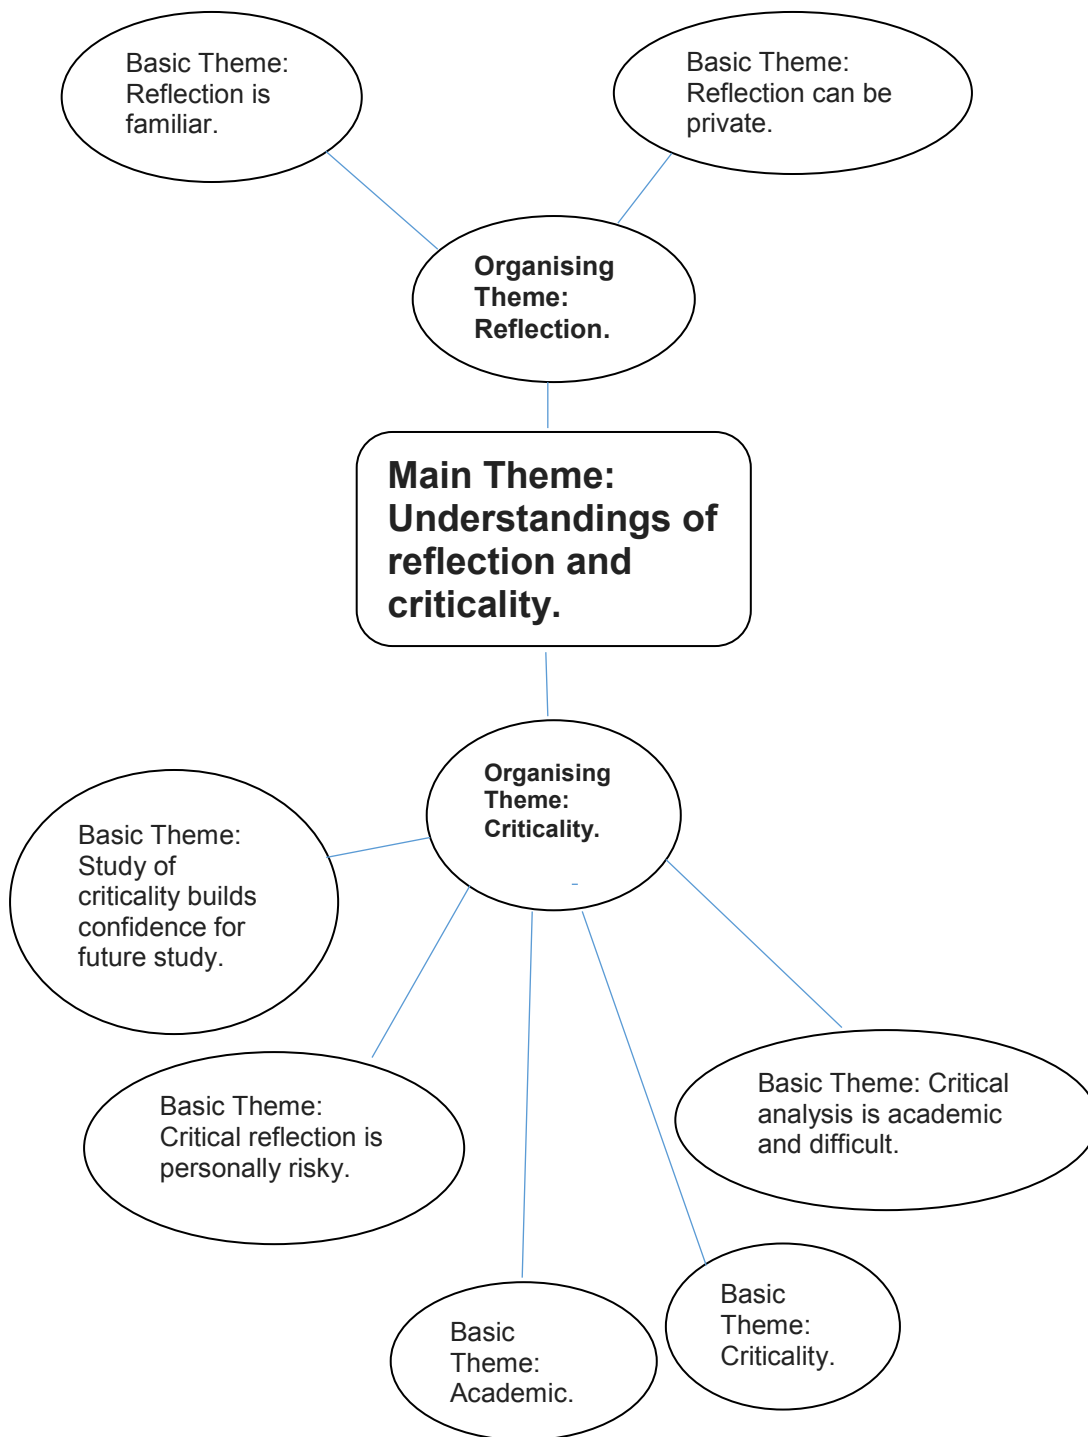 Basic Theme:
Reflection is
familiar.
Basic Theme:
Reflection can be
private.
Organising
Theme:
Reflection.
Main Theme:
Understandings of
reflection and
criticality.
Organising
Theme:
Criticality.
Basic Theme:
Study of
criticality builds
confidence for
future study.
Basic Theme:
Critical reflection is
personally risky.
Basic Theme: Critical
analysis is academic
and difficult.
Basic
Theme:
Academic.
Basic
Theme:
Criticality.